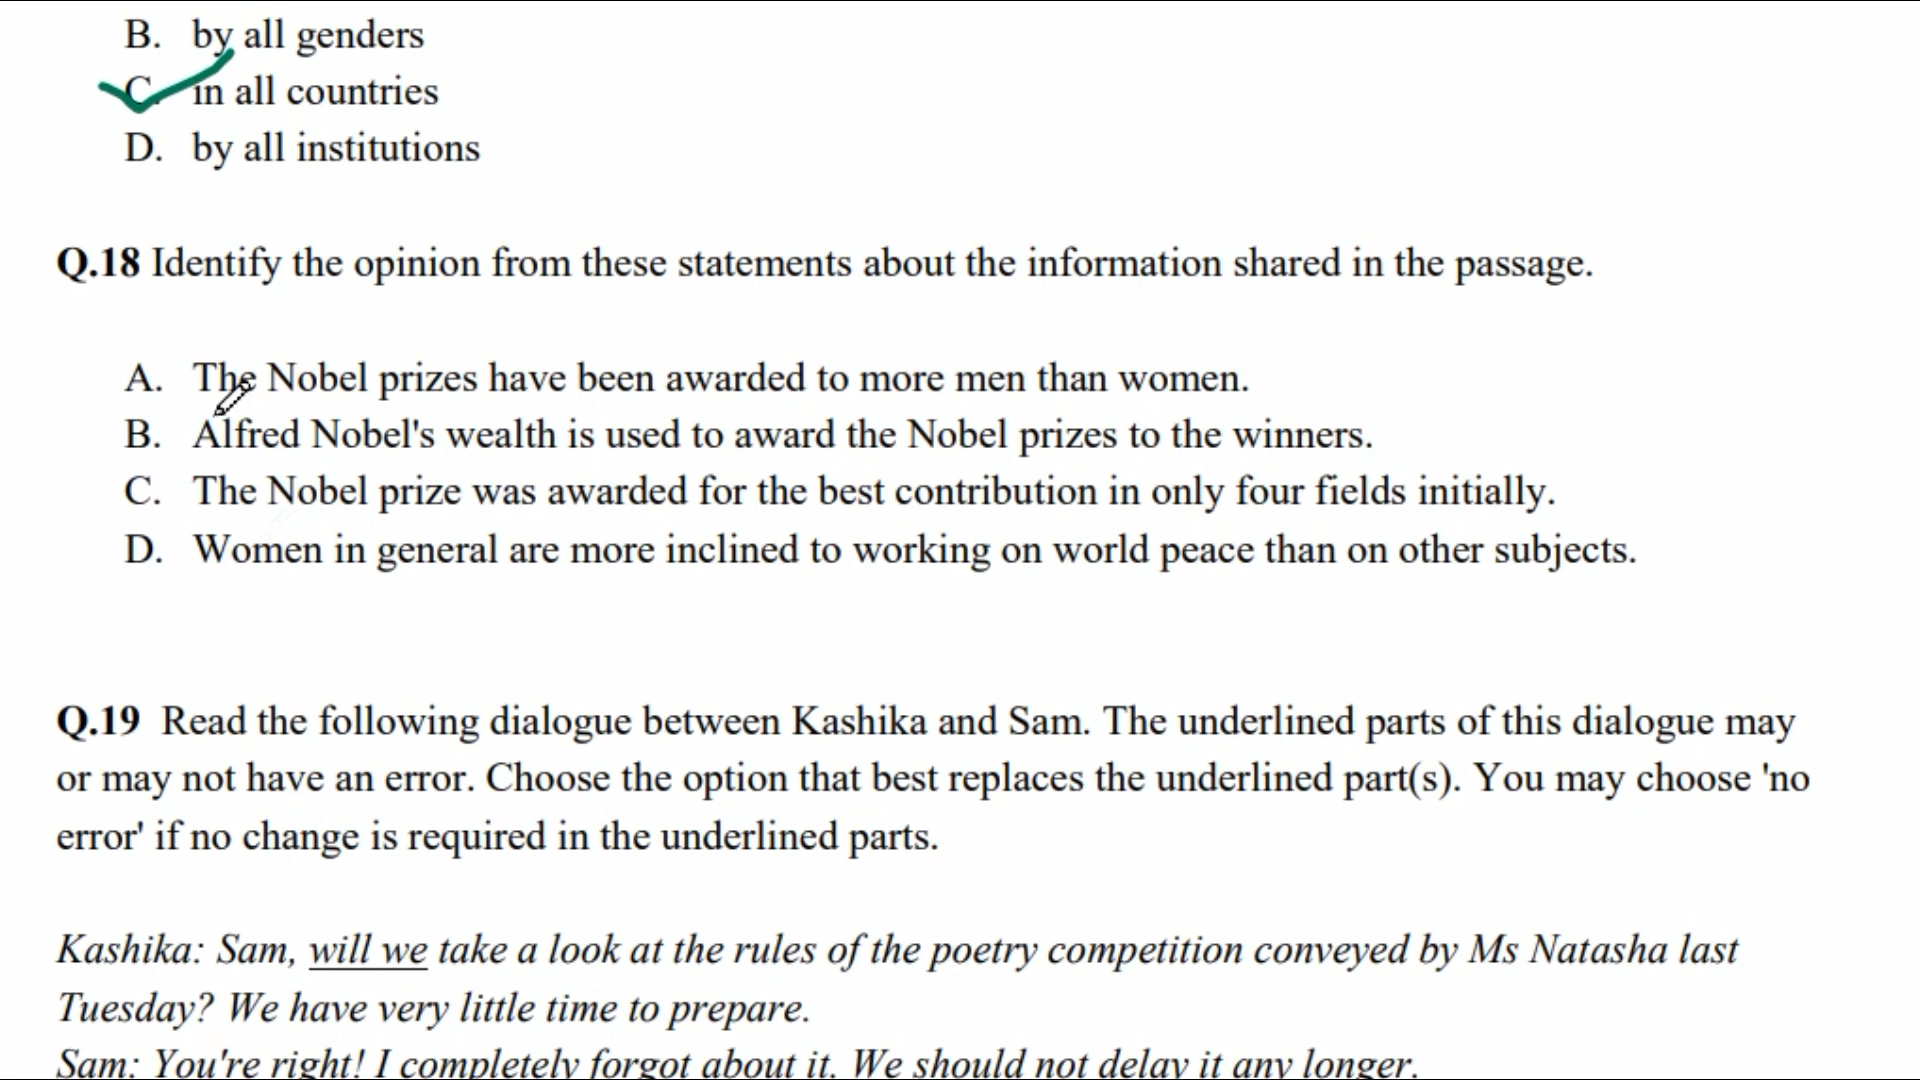 B. by all genders
C. in all countries
D. by all institutions
Q.18 Identify the opinion from these statements about the information shared in the passage.
A. The Nobel prizes have been awarded to more men than women.
B. Alfred Nobel's wealth is used to award the Nobel prizes to the winners.
C. The Nobel prize was awarded for the best contribution in only four fields initially.
D. Women in general are more inclined to working on world peace than on other subjects.
Q.19 Read the following dialogue between Kashika and Sam. The underlined parts of this dialogue may
or may not have an error. Choose the option that best replaces the underlined part(s). You may choose 'no
error' if no change is required in the underlined parts.
Kashika: Sam, will we take a look at the rules of the poetry competition conveyed by Ms Natasha last
Tuesday? We have very little time to prepare.
Sam: You're right! I completely forgot about it. We should not delay it any longer.